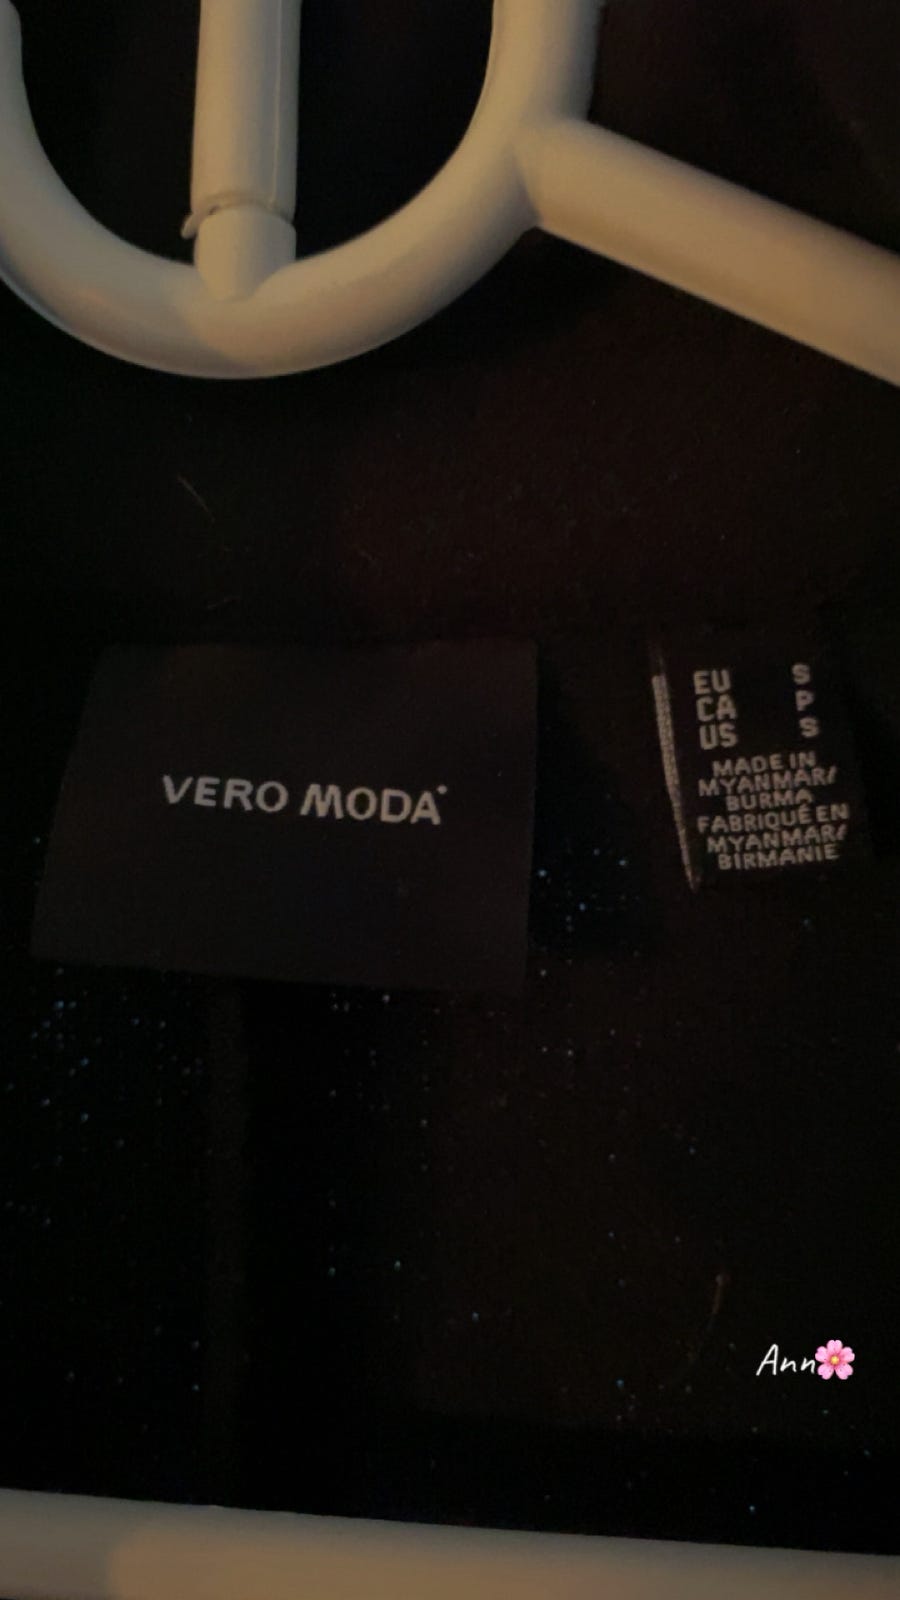 VERO MODA
EU S
CA P
US S
MADE IN
MYANMAR/
BURMA
FABRIQUÉ EN
MYANMAR/
BIRMANIE
Ann🌸